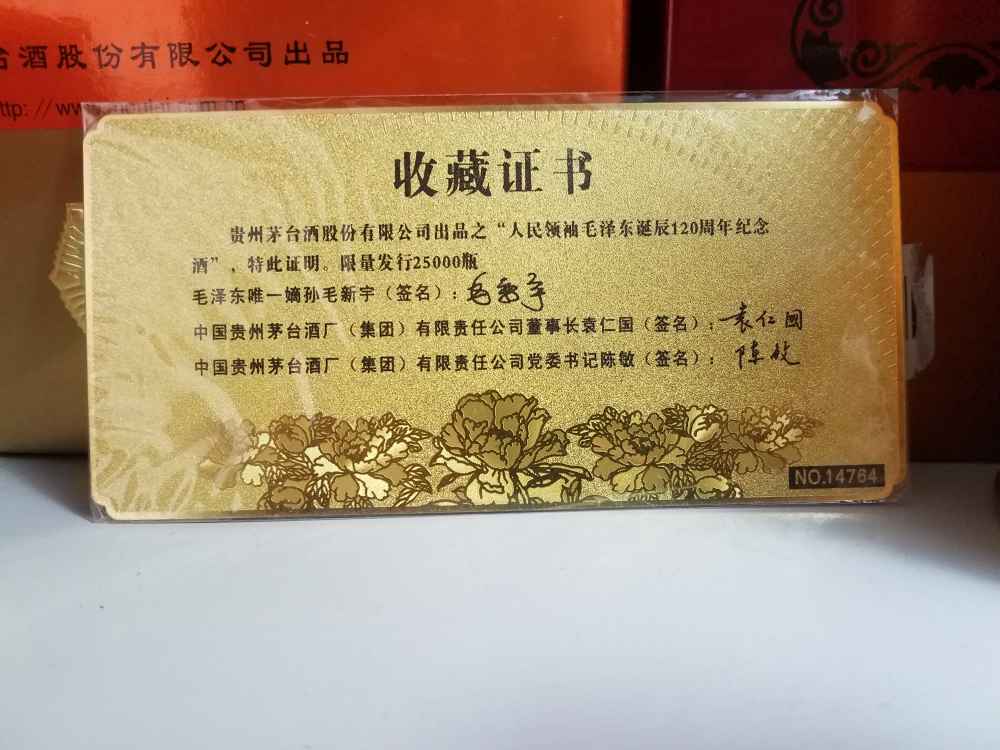 台酒股份有限公司出品
收藏证书
贵州茅台酒股份有限公司出品之“人民领袖毛泽东诞辰120周年纪念
酒”，特此证明。限量发行25000瓶
毛泽东唯一嫡孙毛新宇（签名）：毛新宇
中国贵州茅台酒厂（集团）有限责任公司董事长袁仁国（签名）：袁仁国
中国贵州茅台酒厂（集团）有限责任公司党委书记陈敏（签名）：陈敏
NO.14764